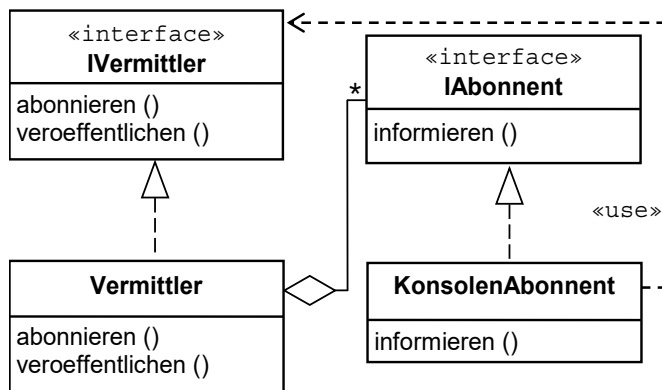 «interface»
IVermittler
abonnieren ()
veroeffentlichen ()
«interface»
IAbonnent
*
informieren ()
«use»
Vermittler
abonnieren ()
veroeffentlichen ()
KonsolenAbonnent
informieren ()